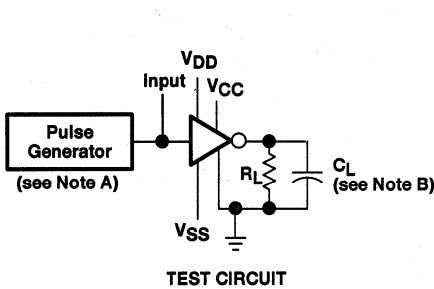 VDD
Input
VCC
Pulse
Generator
(see Note A)
RL
CL
(see Note B)
VSS
TEST CIRCUIT